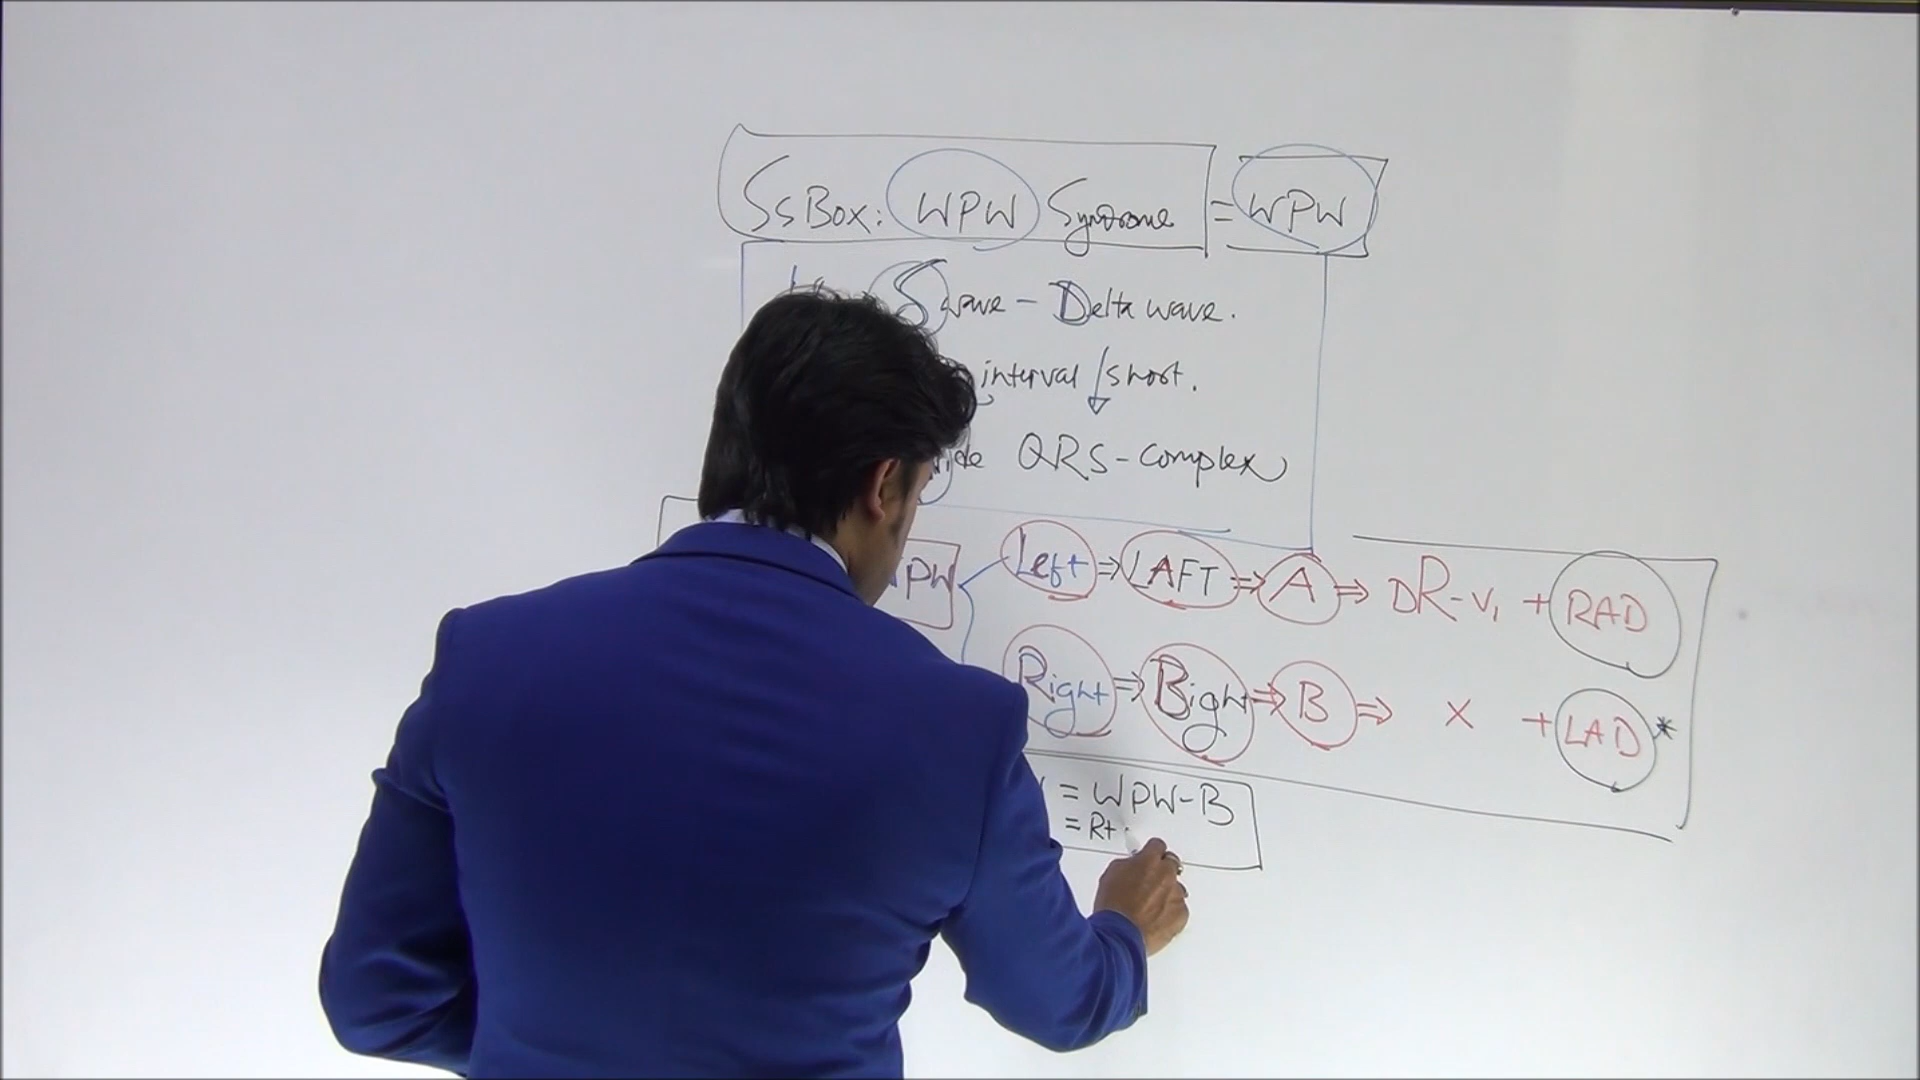 SsBox: WPW Syndrome = WPW
δ wave - Delta wave.
interval ↓ short.
QRS-complex
PW Left ⇒ LAFT ⇒ A ⇒ DR-V₁ + RAD
Right ⇒ Bight ⇒ B ⇒ X + LAD *
= WPW-B
= Rt